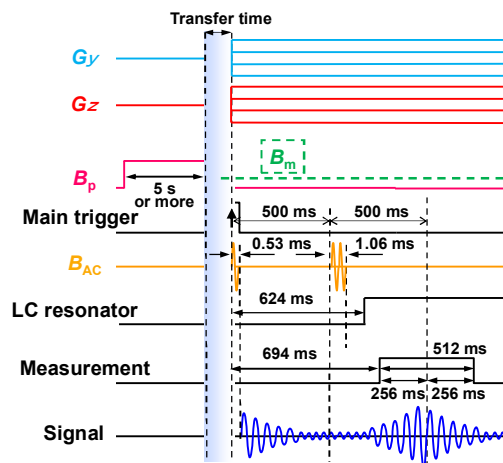 Transfer time
Gy
Gz
Bm
Bp
5 s
or more
Main trigger
500 ms
500 ms
0.53 ms
1.06 ms
BAC
624 ms
LC resonator
694 ms
512 ms
Measurement
256 ms
256 ms
Signal